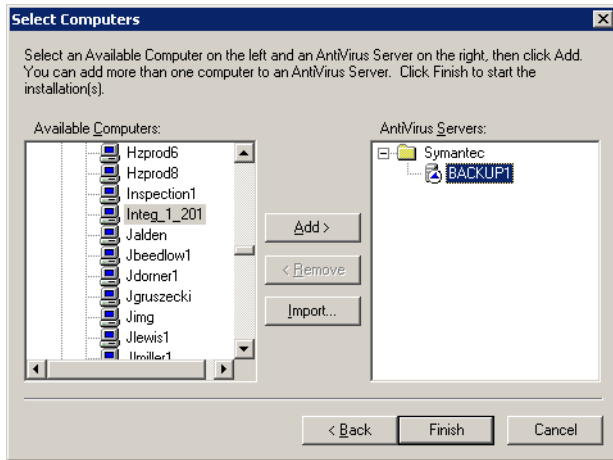 Select Computers
Select an Available Computer on the left and an AntiVirus Server on the right, then click Add.
You can add more than one computer to an AntiVirus Server. Click Finish to start the
installation(s).
Available Computers:
Hzprod6
Hzprod8
Inspection1
Integ_1_201
Jalden
Jbeedlow1
Jdorner1
Jgruszecki
Jimg
Jlewis1
Add >
< Remove
Import...
AntiVirus Servers:
Symantec
BACKUP1
< Back
Finish
Cancel